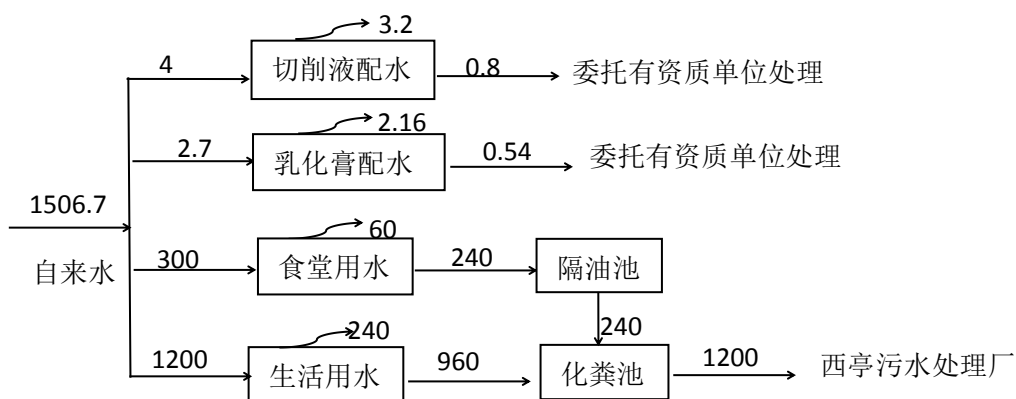 3.2
4
切削液配水
0.8
委托有资质单位处理
2.16
2.7
乳化膏配水
0.54
委托有资质单位处理
1506.7
自来水
60
300
食堂用水
240
隔油池
240
240
1200
生活用水
960
化粪池
1200
西亭污水处理厂